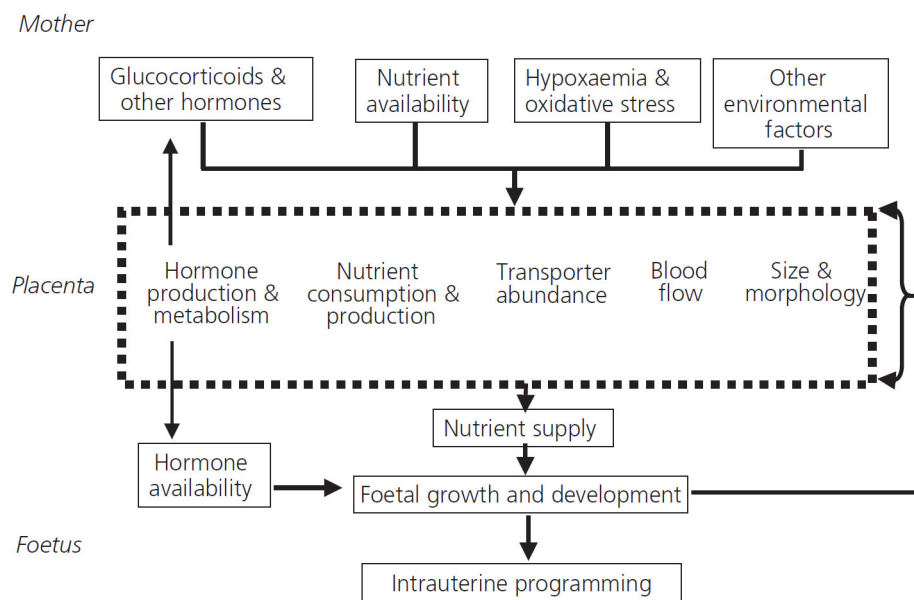 Mother
Glucocorticoids &
other hormones
Nutrient
availability
Hypoxaemia &
oxidative stress
Other
environmental
factors
Placenta
Hormone
production &
metabolism
Nutrient
consumption &
production
Transporter
abundance
Blood
flow
Size &
morphology
Nutrient supply
Hormone
availability
Foetal growth and development
Foetus
Intrauterine programming